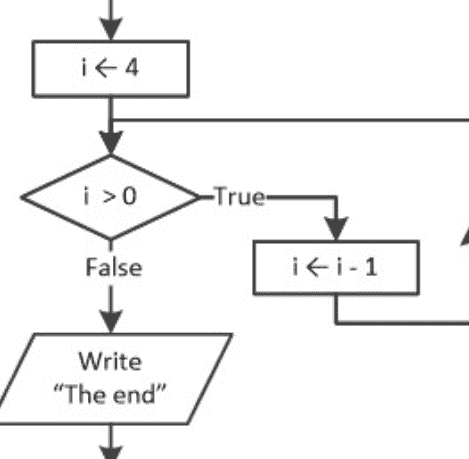 i ← 4
i > 0
True
i ← i - 1
False
Write
“The end”